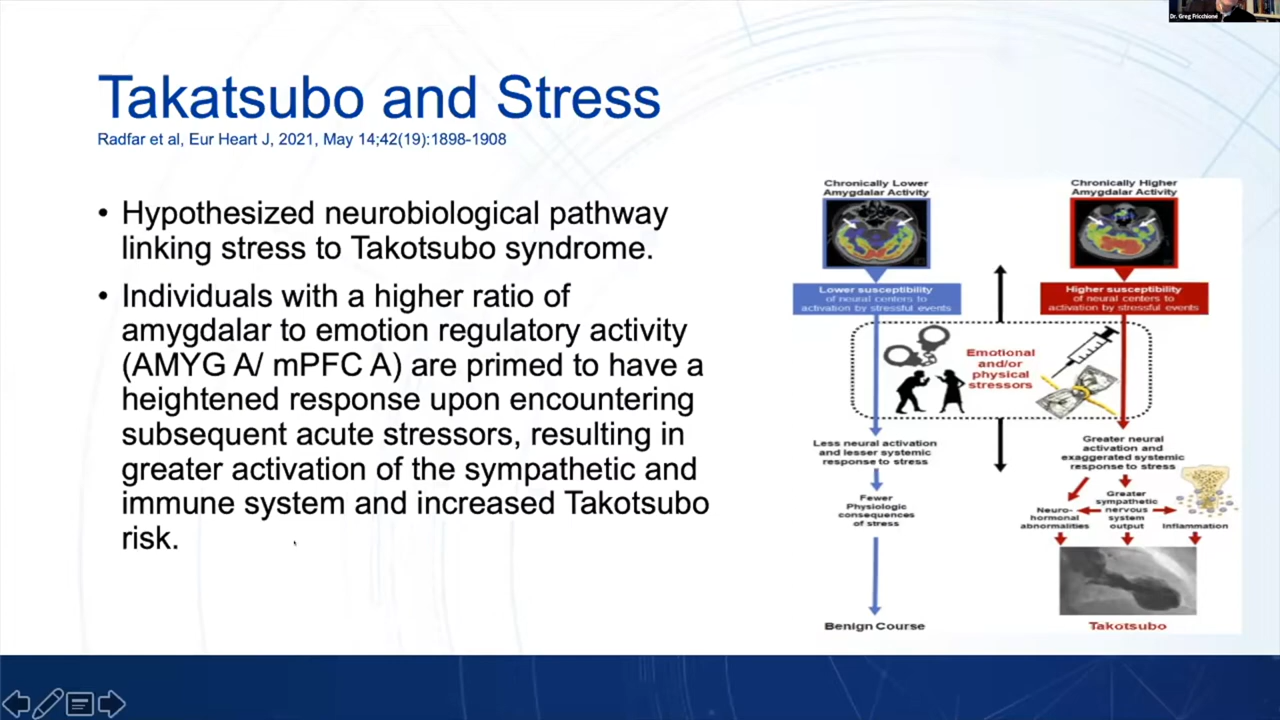 Dr. Greg Fricchione
Takatsubo and Stress
Radfar et al, Eur Heart J, 2021, May 14;42(19):1898-1908
• Hypothesized neurobiological pathway
linking stress to Takotsubo syndrome.
• Individuals with a higher ratio of
amygdalar to emotion regulatory activity
(AMYG A/ mPFC A) are primed to have a
heightened response upon encountering
subsequent acute stressors, resulting in
greater activation of the sympathetic and
immune system and increased Takotsubo
risk.
Chronically Lower
Amygdalar Activity
Lower susceptibility
of neural centers to
activation by stressful events
Chronically Higher
Amygdalar Activity
Higher susceptibility
of neural centers to
activation by stressful events
Emotional
and/or
physical
stressors
Less neural activation
and lesser systemic
response to stress
Fewer
Physiologic
consequences
of stress
Benign Course
Greater neural
activation and
exaggerated systemic
response to stress
Neuro-
hormonal
abnormalities
Greater
sympathetic
nervous
system
output
Inflammation
Takotsubo